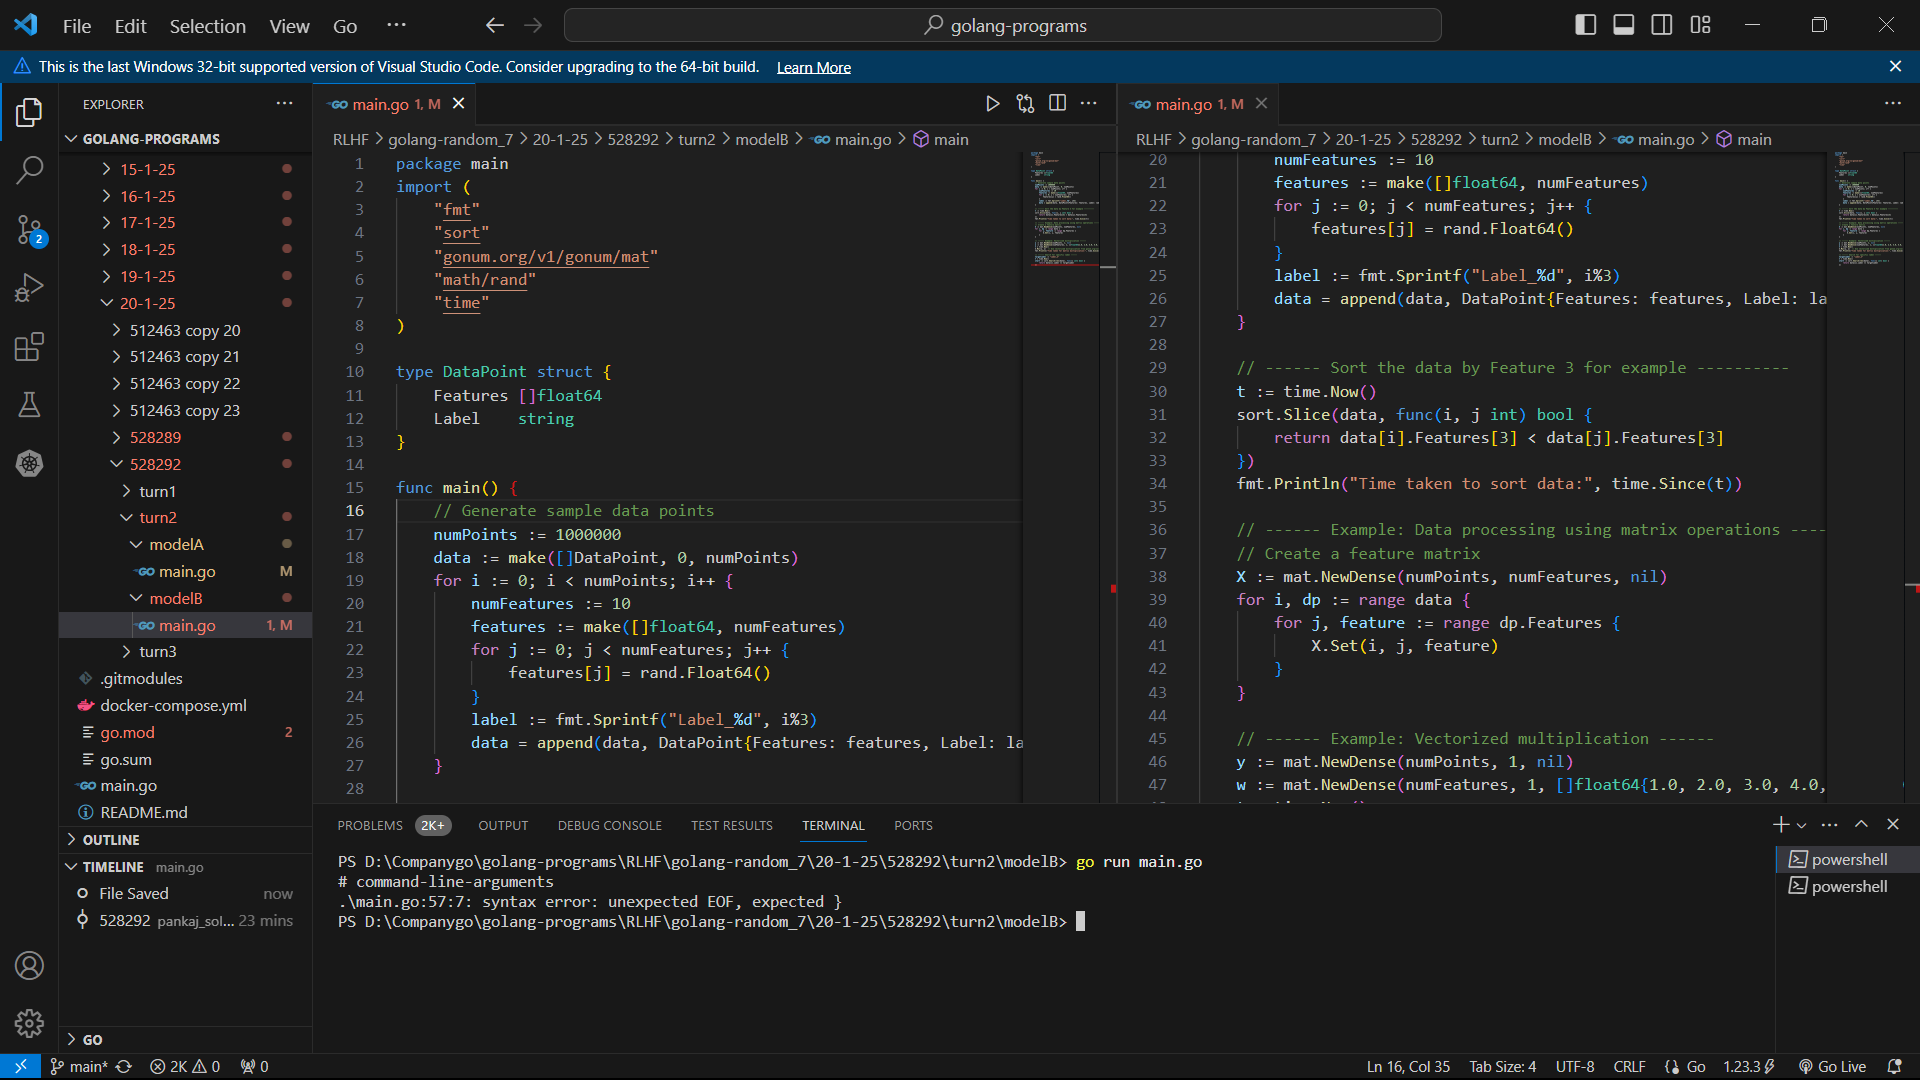 File Edit Selection View Go ···
golang-programs
This is the last Windows 32-bit supported version of Visual Studio Code. Consider upgrading to the 64-bit build. Learn More
EXPLORER
GOLANG-PROGRAMS
15-1-25
16-1-25
17-1-25
18-1-25
19-1-25
20-1-25
512463 copy 20
512463 copy 21
512463 copy 22
512463 copy 23
528289
528292
turn1
turn2
modelA
main.go M
modelB
main.go 1, M
turn3
.gitmodules
docker-compose.yml
go.mod 2
go.sum
main.go
README.md
OUTLINE
TIMELINE main.go
File Saved now
528292 pankaj_sol... 23 mins
GO
main.go 1, M
RLHF > golang-random_7 > 20-1-25 > 528292 > turn2 > modelB > main.go > main
1 package main
2 import (
3 "fmt"
4 "sort"
5 "gonum.org/v1/gonum/mat"
6 "math/rand"
7 "time"
8 )
9
10 type DataPoint struct {
11 Features []float64
12 Label string
13 }
14
15 func main() {
16 // Generate sample data points
17 numPoints := 1000000
18 data := make([]DataPoint, 0, numPoints)
19 for i := 0; i < numPoints; i++ {
20 numFeatures := 10
21 features := make([]float64, numFeatures)
22 for j := 0; j < numFeatures; j++ {
23 features[j] = rand.Float64()
24 }
25 label := fmt.Sprintf("Label_%d", i%3)
26 data = append(data, DataPoint{Features: features, Label: la
27 }
28
main.go 1, M
RLHF > golang-random_7 > 20-1-25 > 528292 > turn2 > modelB > main.go > main
20 numFeatures := 10
21 features := make([]float64, numFeatures)
22 for j := 0; j < numFeatures; j++ {
23 features[j] = rand.Float64()
24 }
25 label := fmt.Sprintf("Label_%d", i%3)
26 data = append(data, DataPoint{Features: features, Label: la
27 }
28
29 // ------ Sort the data by Feature 3 for example ----------
30 t := time.Now()
31 sort.Slice(data, func(i, j int) bool {
32 return data[i].Features[3] < data[j].Features[3]
33 })
34 fmt.Println("Time taken to sort data:", time.Since(t))
35
36 // ------ Example: Data processing using matrix operations ----
37 // Create a feature matrix
38 X := mat.NewDense(numPoints, numFeatures, nil)
39 for i, dp := range data {
40 for j, feature := range dp.Features {
41 X.Set(i, j, feature)
42 }
43 }
44
45 // ------ Example: Vectorized multiplication ------
46 y := mat.NewDense(numPoints, 1, nil)
47 w := mat.NewDense(numFeatures, 1, []float64{1.0, 2.0, 3.0, 4.0,
PROBLEMS 2K+ OUTPUT DEBUG CONSOLE TEST RESULTS TERMINAL PORTS
PS D:\Companygo\golang-programs\RLHF\golang-random_7\20-1-25\528292\turn2\modelB> go run main.go
# command-line-arguments
.\main.go:57:7: syntax error: unexpected EOF, expected }
PS D:\Companygo\golang-programs\RLHF\golang-random_7\20-1-25\528292\turn2\modelB>
powershell
powershell
2
main* 2K 0 0
Ln 16, Col 35 Tab Size: 4 UTF-8 CRLF Go 1.23.3 Go Live